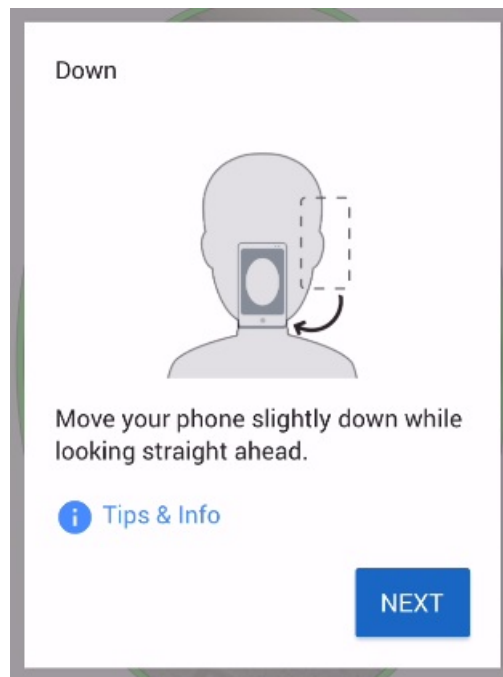 Down
Move your phone slightly down while
looking straight ahead.
Tips & Info
NEXT